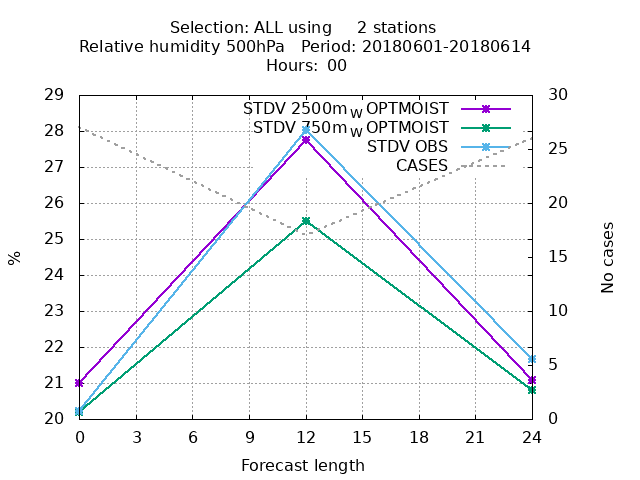 Selection: ALL using     2 stations
Relative humidity 500hPa   Period: 20180601-20180614
Hours: 00
29
28
27
26
25
24
23
22
21
20
%
STDV 2500m_W OPTMOIST
STDV 750m_W OPTMOIST
STDV OBS
CASES
30
25
20
15
10
5
0
No cases
0 3 6 9 12 15 18 21 24
Forecast length